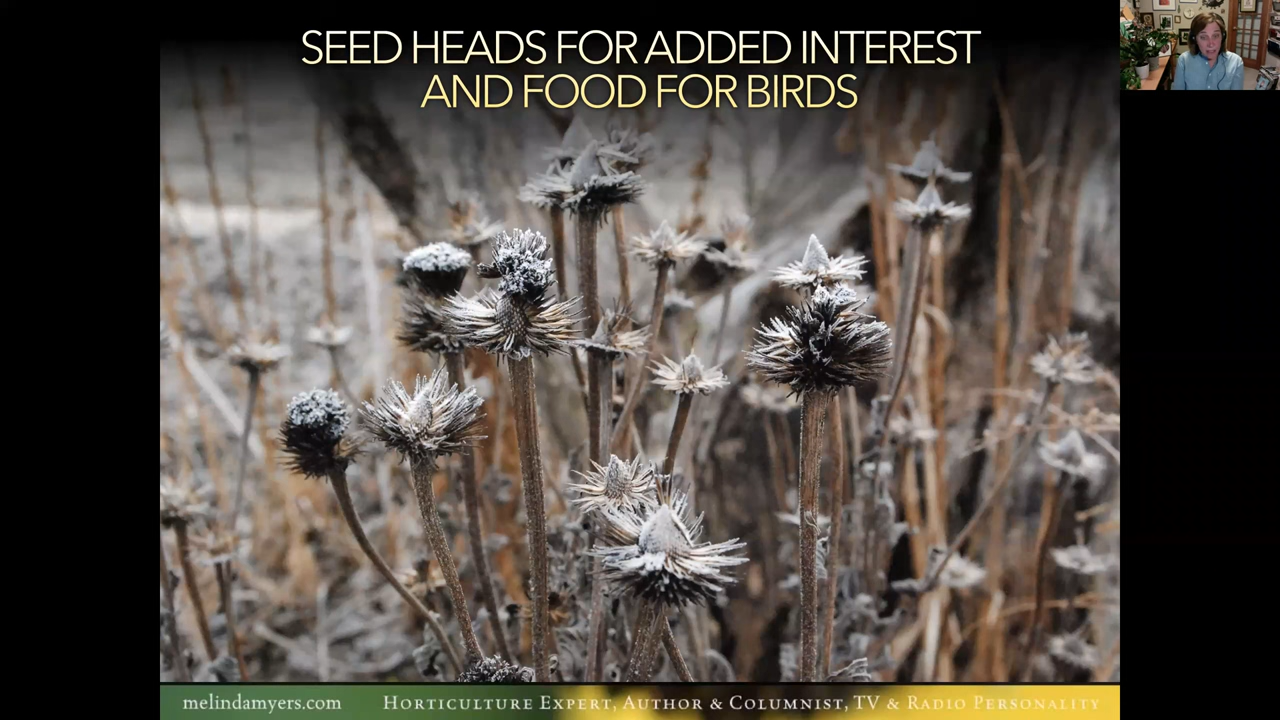 SEED HEADS FOR ADDED INTEREST
AND FOOD FOR BIRDS
melindamyers.com HORTICULTURE EXPERT, AUTHOR & COLUMNIST, TV & RADIO PERSONALITY